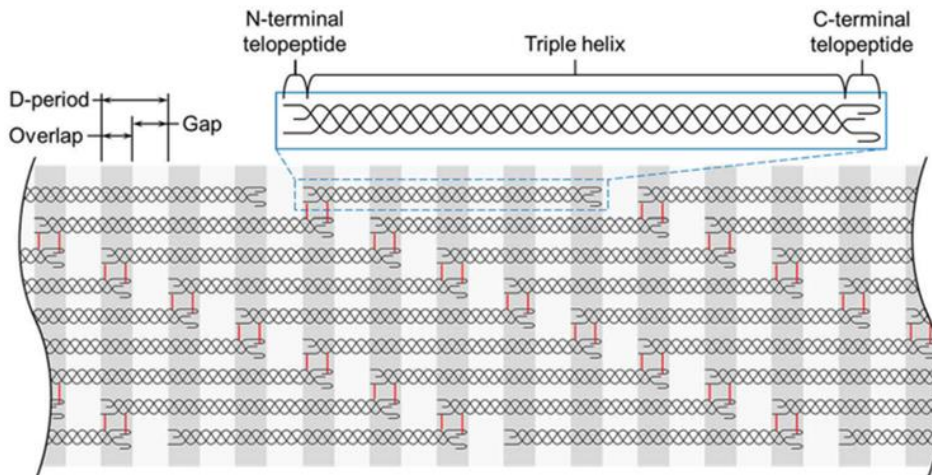 N-terminal
telopeptide
Triple helix
C-terminal
telopeptide
D-period
Overlap
Gap